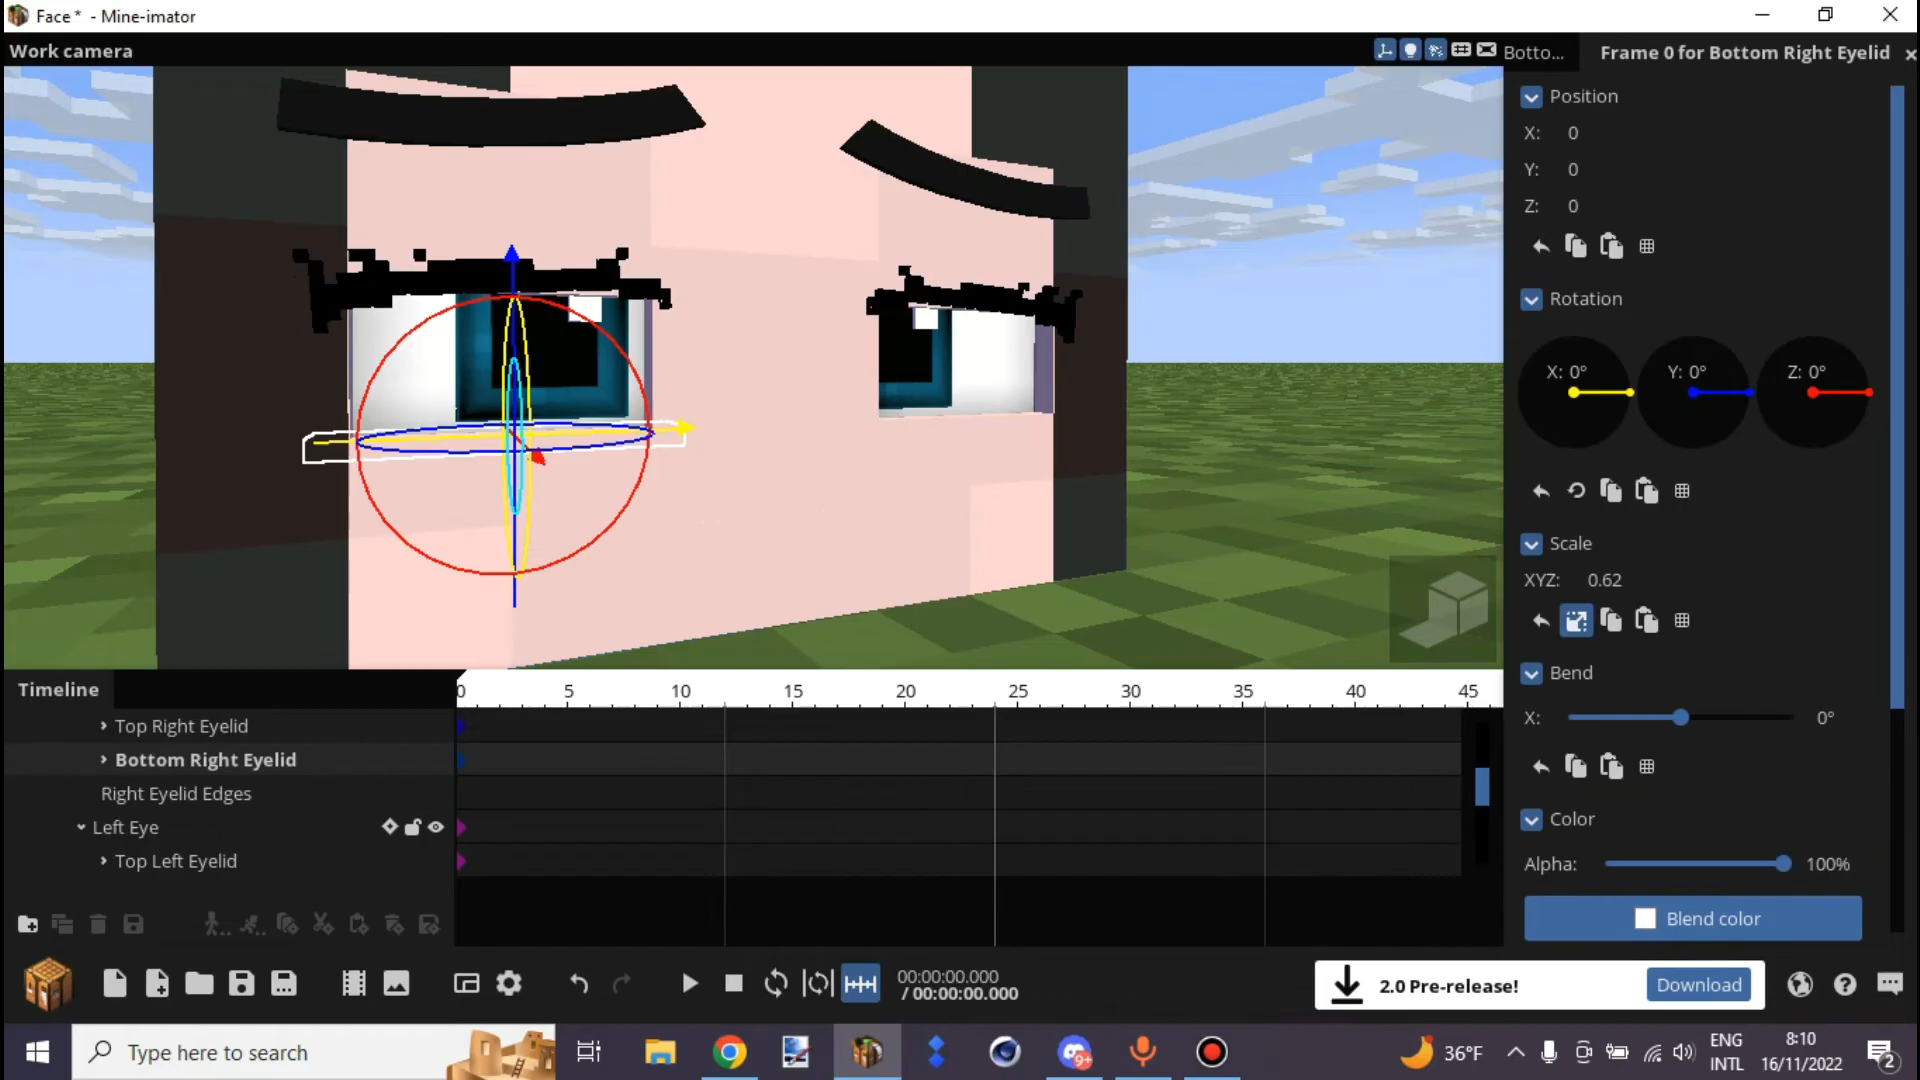 Face * - Mine-imator
Work camera
Botto...
Frame 0 for Bottom Right Eyelid
Position
X: 0
Y: 0
Z: 0
Rotation
X: 0° Y: 0° Z: 0°
Scale
XYZ: 0.62
Bend
X: 0°
Color
Alpha: 100%
Blend color
Timeline
0 5 10 15 20 25 30 35 40 45
Top Right Eyelid
Bottom Right Eyelid
Right Eyelid Edges
Left Eye
Top Left Eyelid
00:00:00.000
/ 00:00:00.000
2.0 Pre-release!
Download
Type here to search
9+
36°F
ENG
INTL
8:10
16/11/2022
2